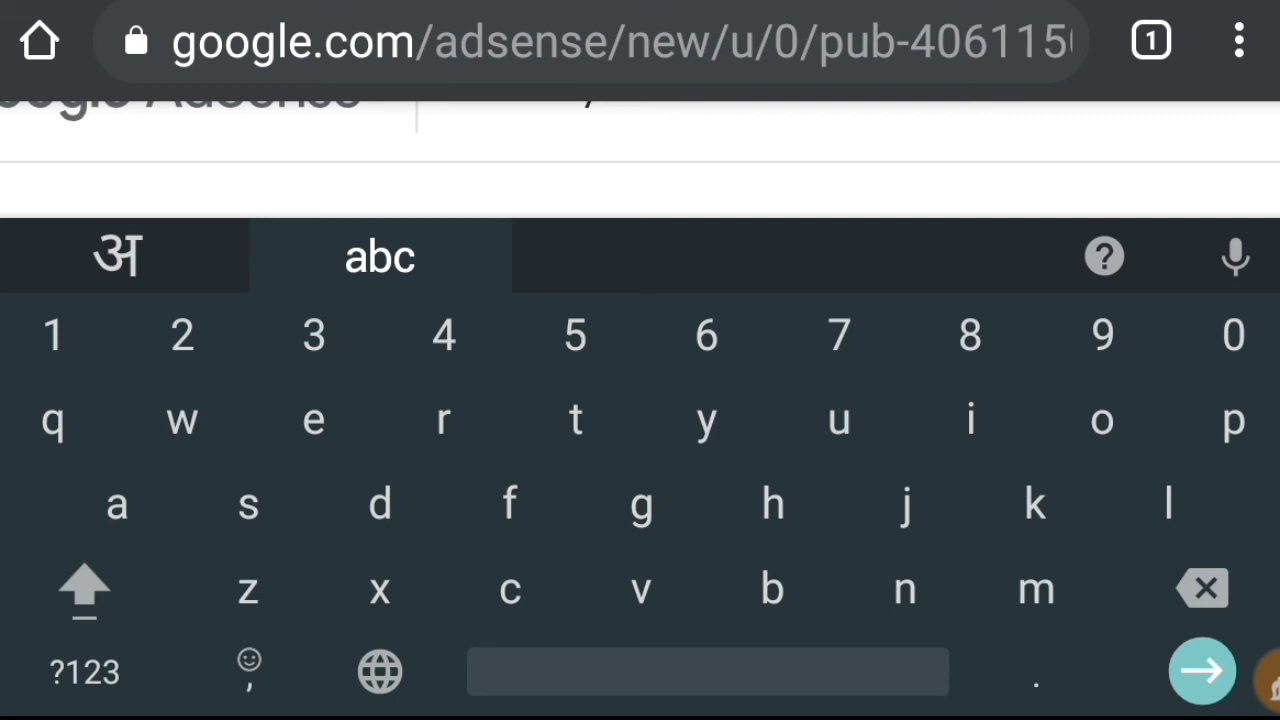 google.com/adsense/new/u/0/pub-406115
1
अ abc
1 2 3 4 5 6 7 8 9 0
q w e r t y u i o p
a s d f g h j k l
z x c v b n m
?123 , .